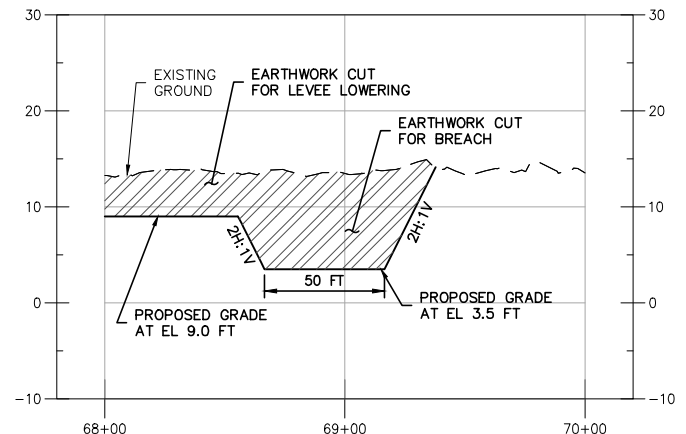 30
30
EXISTING
GROUND
EARTHWORK CUT
FOR LEVEE LOWERING
20
20
EARTHWORK CUT
FOR BREACH
10
10
2H:1V
2H:1V
50 FT
0
0
PROPOSED GRADE
AT EL 9.0 FT
PROPOSED GRADE
AT EL 3.5 FT
-10
-10
68+00
69+00
70+00